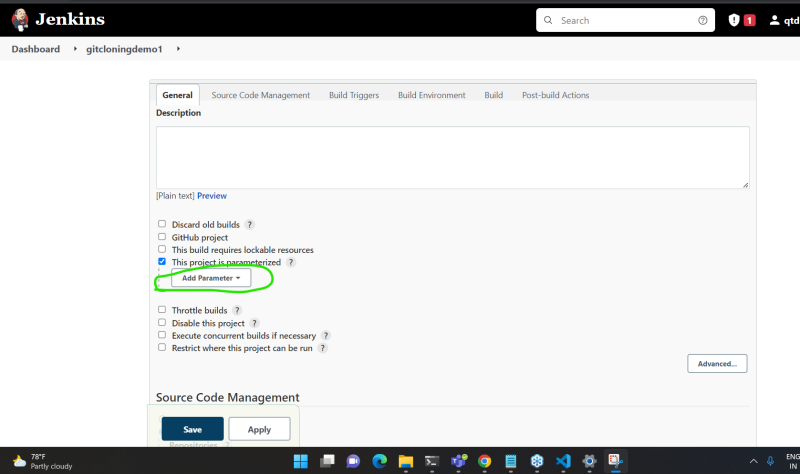 Jenkins
Search
1
qtd
Dashboard
gitcloningdemo1
General
Source Code Management
Build Triggers
Build Environment
Build
Post-build Actions
Description
[Plain text] Preview
Discard old builds ?
GitHub project
This build requires lockable resources
This project is parameterized ?
Add Parameter
Throttle builds ?
Disable this project ?
Execute concurrent builds if necessary ?
Restrict where this project can be run ?
Advanced...
Source Code Management
Save
Apply
Repositories ?
78°F
Partly cloudy
ENG
IN